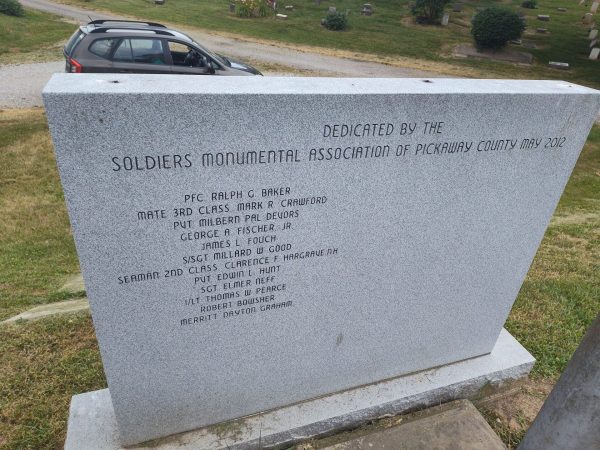 DEDICATED BY THE
SOLDIERS MONUMENTAL ASSOCIATION OF PICKAWAY COUNTY MAY 2012
PFC. RALPH G. BAKER
MATE 3RD CLASS. MARK R. CRAWFORD
PVT. MILBERN PAL DEVORS
GEORGE A. FISCHER, JR.
JAMES L. FOUCH
S/SGT MILLARD W. GOOD
SEAMAN 2ND CLASS. CLARENCE F. HARGRAVE
PVT. EDWIN L. HUNT
SGT. ELMER NEFF
1/LT. THOMAS W. PEARCE
ROBERT BOWSHER
MERRITT DAYTON GRAHAM